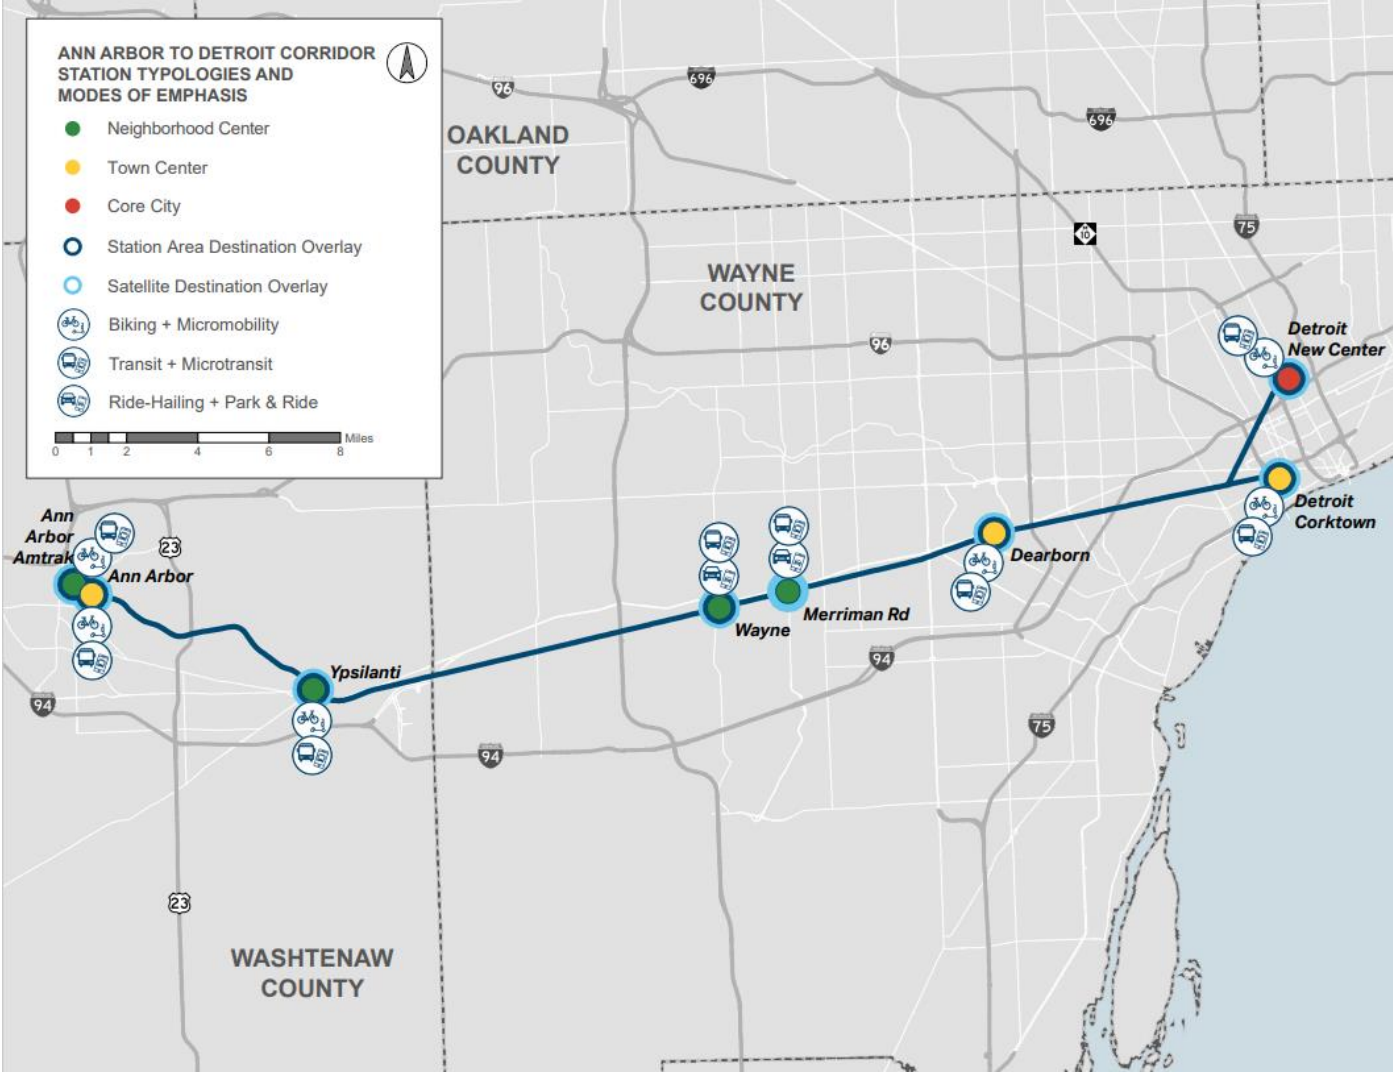 ANN ARBOR TO DETROIT CORRIDOR
STATION TYPOLOGIES AND
MODES OF EMPHASIS
Neighborhood Center
Town Center
Core City
Station Area Destination Overlay
Satellite Destination Overlay
Biking + Micromobility
Transit + Microtransit
Ride-Hailing + Park & Ride
Miles
0 1 2 4 6 8
96
696
696
OAKLAND
COUNTY
75
10
WAYNE
COUNTY
96
Detroit
New Center
Detroit
Corktown
Ann
Arbor
Amtrak
23
Ann Arbor
Dearborn
Merriman Rd
Wayne
94
Ypsilanti
94
75
94
23
WASHTENAW
COUNTY